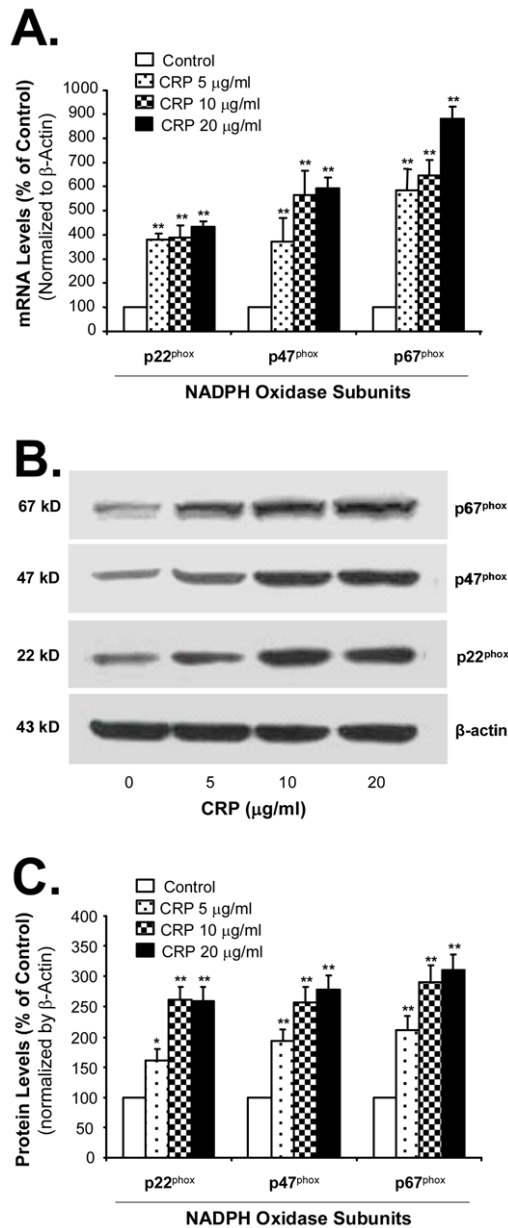 A.
Control
CRP 5 μg/ml
CRP 10 μg/ml
CRP 20 μg/ml
mRNA Levels (% of Control)
(Normalized to β-Actin)
1000
900
800
700
600
500
400
300
200
100
0
** ** **
** ** **
** ** **
p22phox p47phox p67phox
NADPH Oxidase Subunits
B.
67 kD p67phox
47 kD p47phox
22 kD p22phox
43 kD β-actin
0 5 10 20
CRP (μg/ml)
C.
Control
CRP 5 μg/ml
CRP 10 μg/ml
CRP 20 μg/ml
Protein Levels (% of Control)
(normalized by β-Actin)
400
350
300
250
200
150
100
50
0
* ** **
** ** **
** ** **
p22phox p47phox p67phox
NADPH Oxidase Subunits